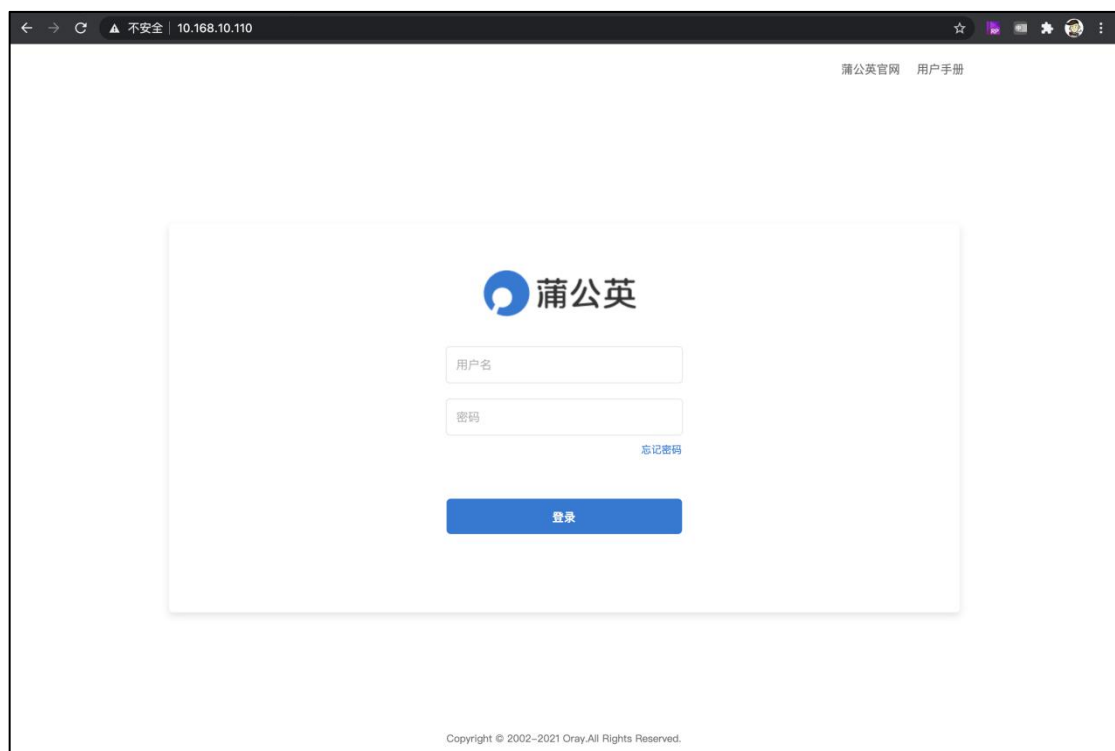 不安全 | 10.168.10.110
RP
蒲公英官网 用户手册
蒲公英
用户名
密码
忘记密码
登录
Copyright © 2002-2021 Oray.All Rights Reserved.